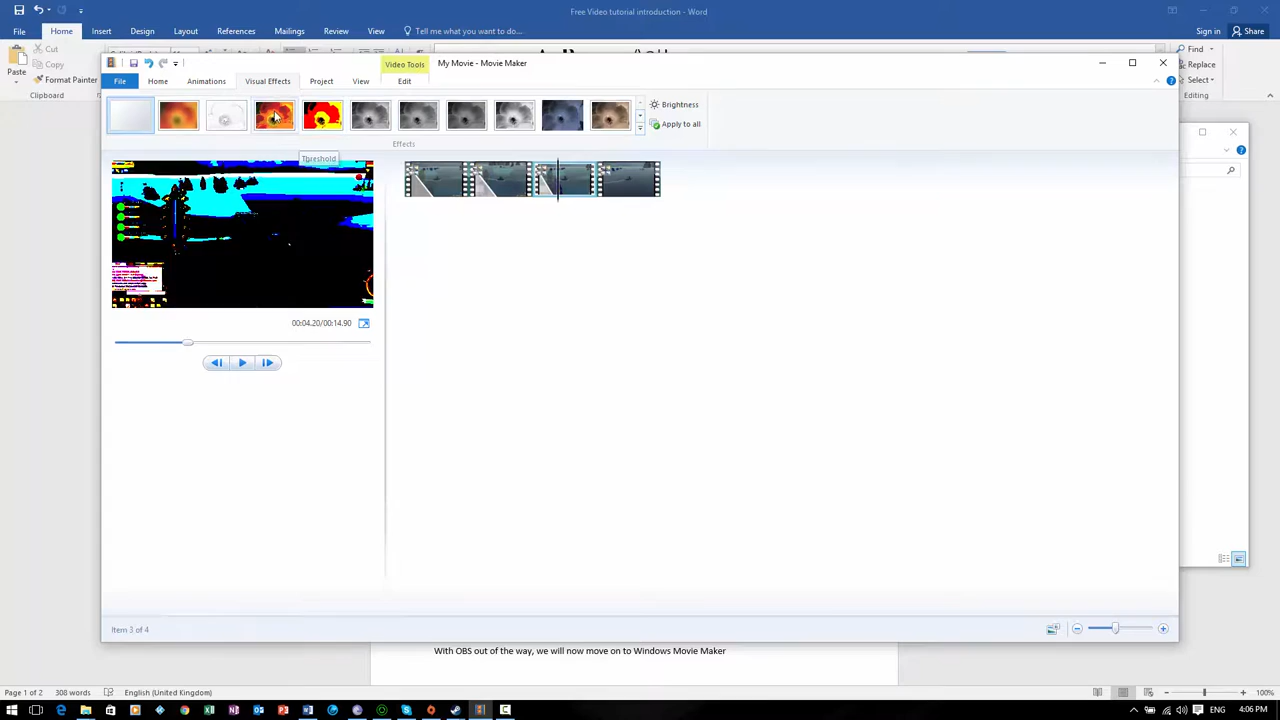 Free Video tutorial introduction - Word
Sign in
Share
File
Home
Insert
Design
Layout
References
Mailings
Review
View
Tell me what you want to do...
Cut
Copy
Format Painter
Paste
Clipboard
Find
Replace
Select
Editing
Video Tools
My Movie - Movie Maker
File
Home
Animations
Visual Effects
Project
View
Edit
Brightness
Apply to all
Effects
Threshold
00:04.20/00:14.90
Item 3 of 4
With OBS out of the way, we will now move on to Windows Movie Maker
Page 1 of 2
308 words
English (United Kingdom)
100%
ENG
4:06 PM